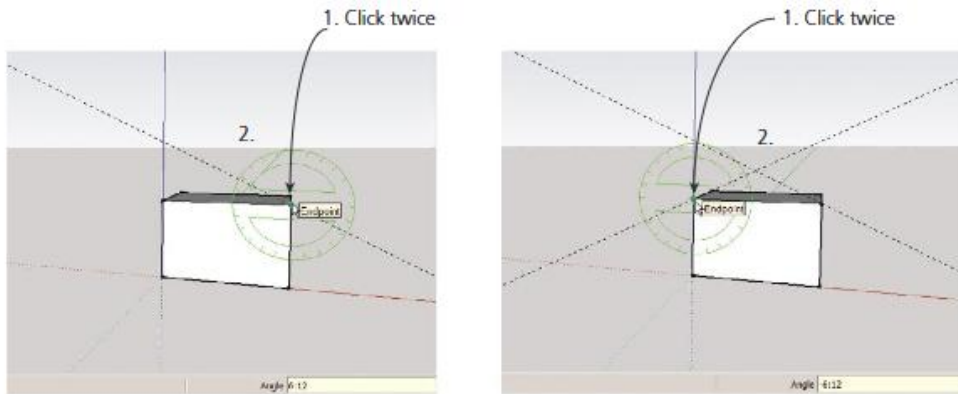 1. Click twice
2.
Endpoint
Angle 6:12
1. Click twice
2.
Endpoint
Angle -6:12